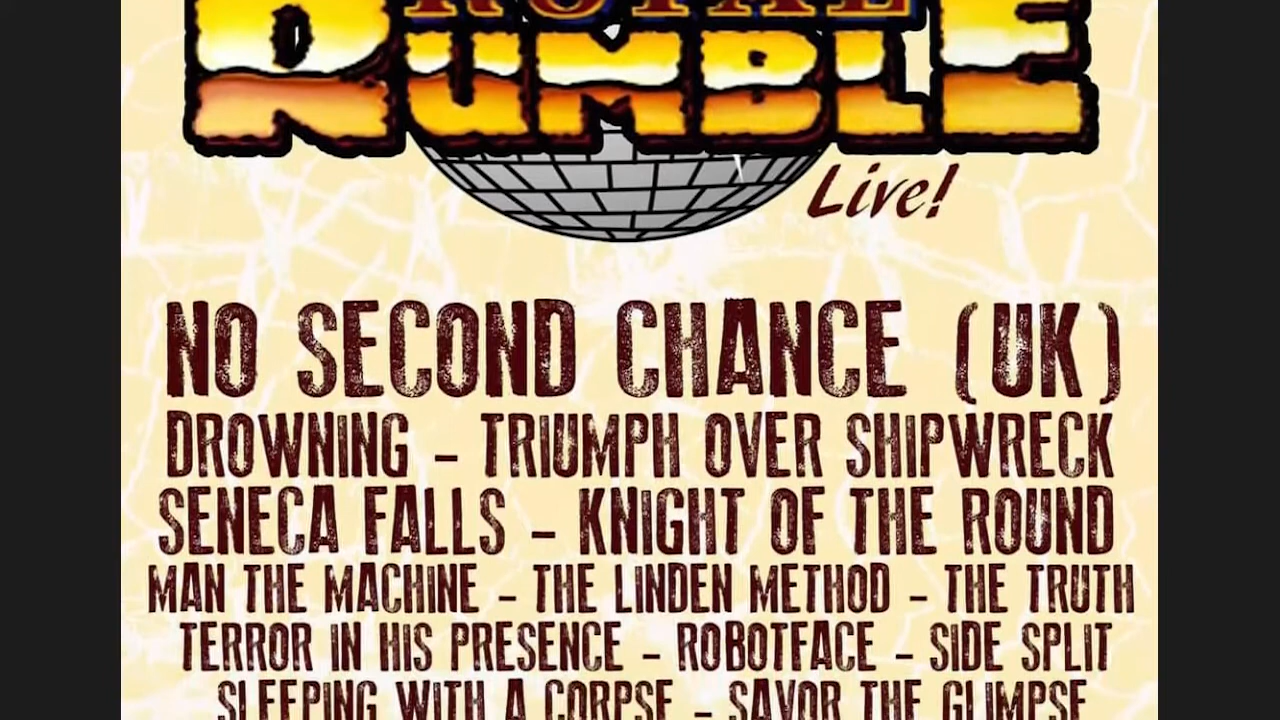 ROYAL
RUMBLE
Live!
NO SECOND CHANCE (UK)
DROWNING - TRIUMPH OVER SHIPWRECK
SENECA FALLS - KNIGHT OF THE ROUND
MAN THE MACHINE - THE LINDEN METHOD - THE TRUTH
TERROR IN HIS PRESENCE - ROBOTFACE - SIDE SPLIT
SLEEPING WITH A CORPSE - SAVOR THE GLIMPSE